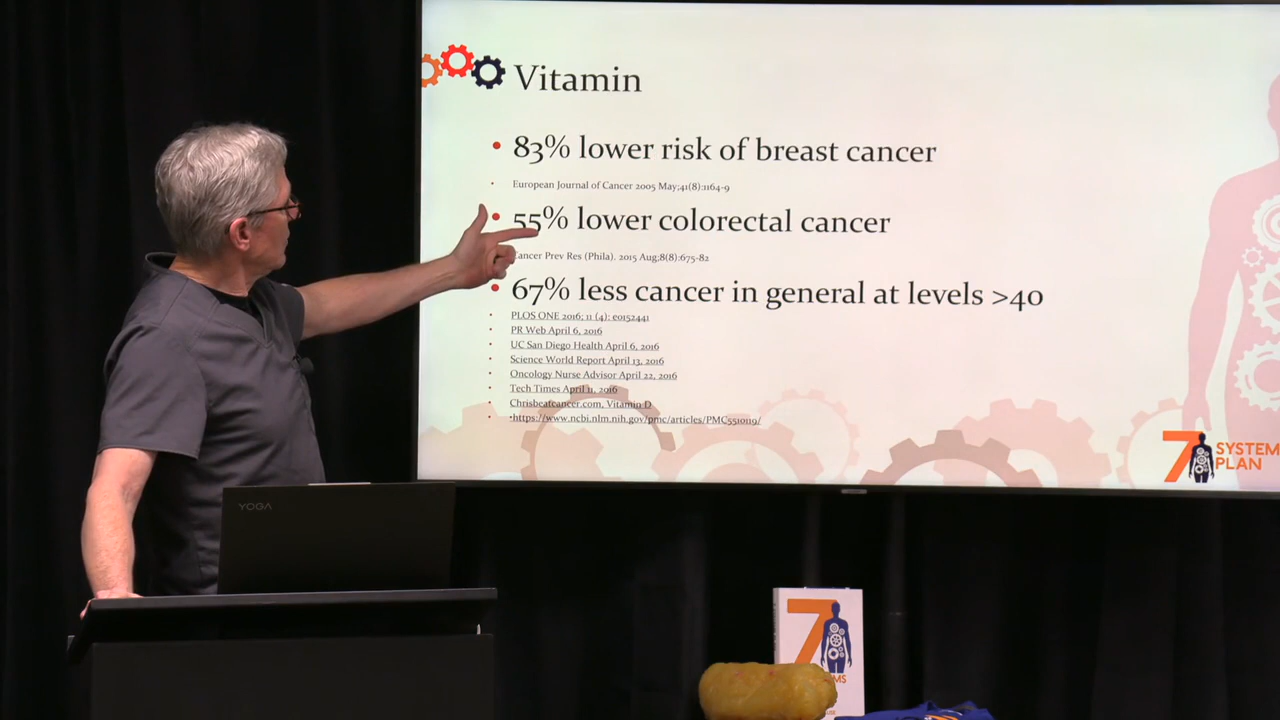 Vitamin
• 83% lower risk of breast cancer
• European Journal of Cancer 2005 May;41(8):1164-9
• 55% lower colorectal cancer
Cancer Prev Res (Phila). 2015 Aug;8(8):675-82
• 67% less cancer in general at levels >40
• PLOS ONE 2016; 11 (4): e0152441
• PR Web April 6, 2016
• UC San Diego Health April 6, 2016
• Science World Report April 13, 2016
• Oncology Nurse Advisor April 22, 2016
• Tech Times April 11, 2016
• Chrisbeatcancer.com, Vitamin D
• •https://www.ncbi.nlm.nih.gov/pmc/articles/PMC5510119/
7 SYSTEM
PLAN
YOGA
7